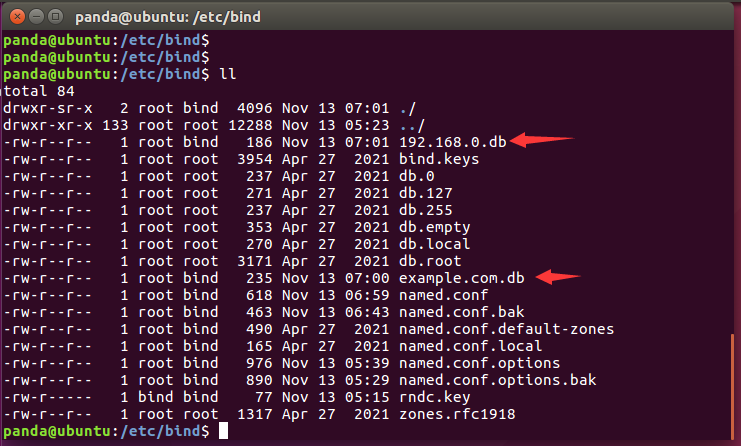 panda@ubuntu: /etc/bind
panda@ubuntu:/etc/bind$
panda@ubuntu:/etc/bind$
panda@ubuntu:/etc/bind$ ll
total 84
drwxr-sr-x   2 root bind  4096 Nov 13 07:01 ./
drwxr-xr-x 133 root root 12288 Nov 13 05:23 ../
-rw-r--r--   1 root bind   186 Nov 13 07:01 192.168.0.db
-rw-r--r--   1 root root  3954 Apr 27  2021 bind.keys
-rw-r--r--   1 root root   237 Apr 27  2021 db.0
-rw-r--r--   1 root root   271 Apr 27  2021 db.127
-rw-r--r--   1 root root   237 Apr 27  2021 db.255
-rw-r--r--   1 root root   353 Apr 27  2021 db.empty
-rw-r--r--   1 root root   270 Apr 27  2021 db.local
-rw-r--r--   1 root root  3171 Apr 27  2021 db.root
-rw-r--r--   1 root bind   235 Nov 13 07:00 example.com.db
-rw-r--r--   1 root bind   618 Nov 13 06:59 named.conf
-rw-r--r--   1 root bind   463 Nov 13 06:43 named.conf.bak
-rw-r--r--   1 root bind   490 Apr 27  2021 named.conf.default-zones
-rw-r--r--   1 root bind   165 Apr 27  2021 named.conf.local
-rw-r--r--   1 root bind   976 Nov 13 05:39 named.conf.options
-rw-r--r--   1 root bind   890 Nov 13 05:29 named.conf.options.bak
-rw-r-----   1 bind bind    77 Nov 13 05:15 rndc.key
-rw-r--r--   1 root root  1317 Apr 27  2021 zones.rfc1918
panda@ubuntu:/etc/bind$